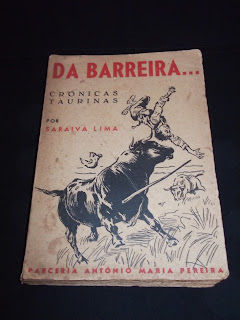 DA BARREIRA...
CRÓNICAS
TAURINAS
POR
SARAIVA LIMA
PARCERIA ANTÓNIO MARIA PEREIRA